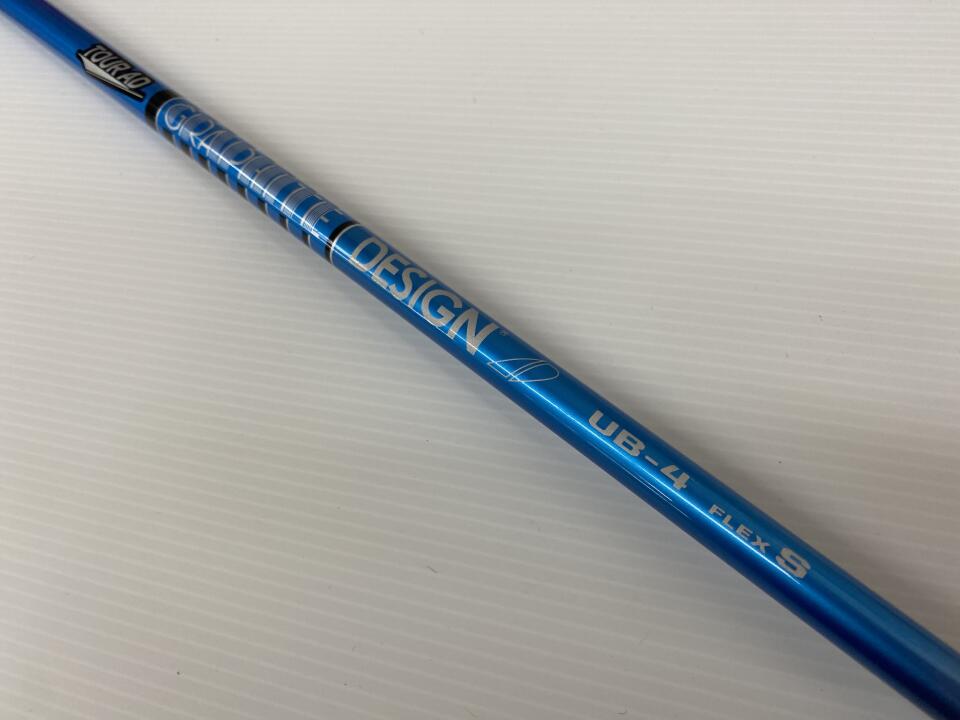 TOUR AD
GRAPHITE DESIGN®
UB-4 FLEX S